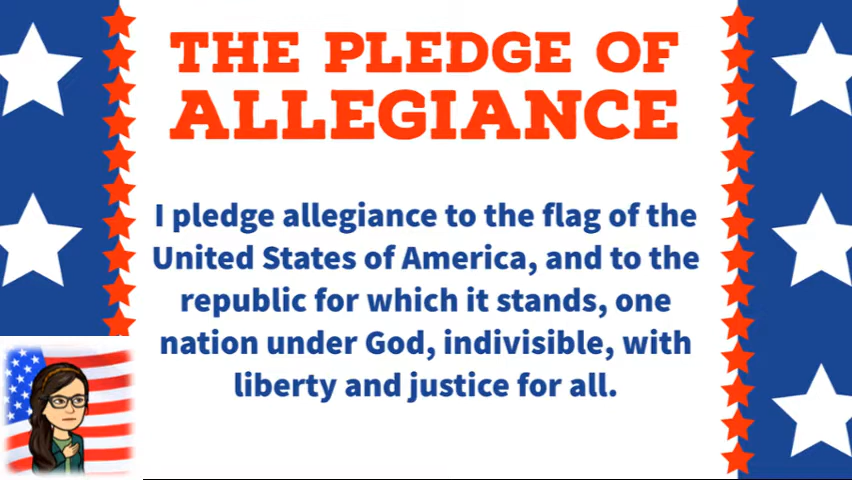 THE PLEDGE OF
ALLEGIANCE
I pledge allegiance to the flag of the
United States of America, and to the
republic for which it stands, one
nation under God, indivisible, with
liberty and justice for all.